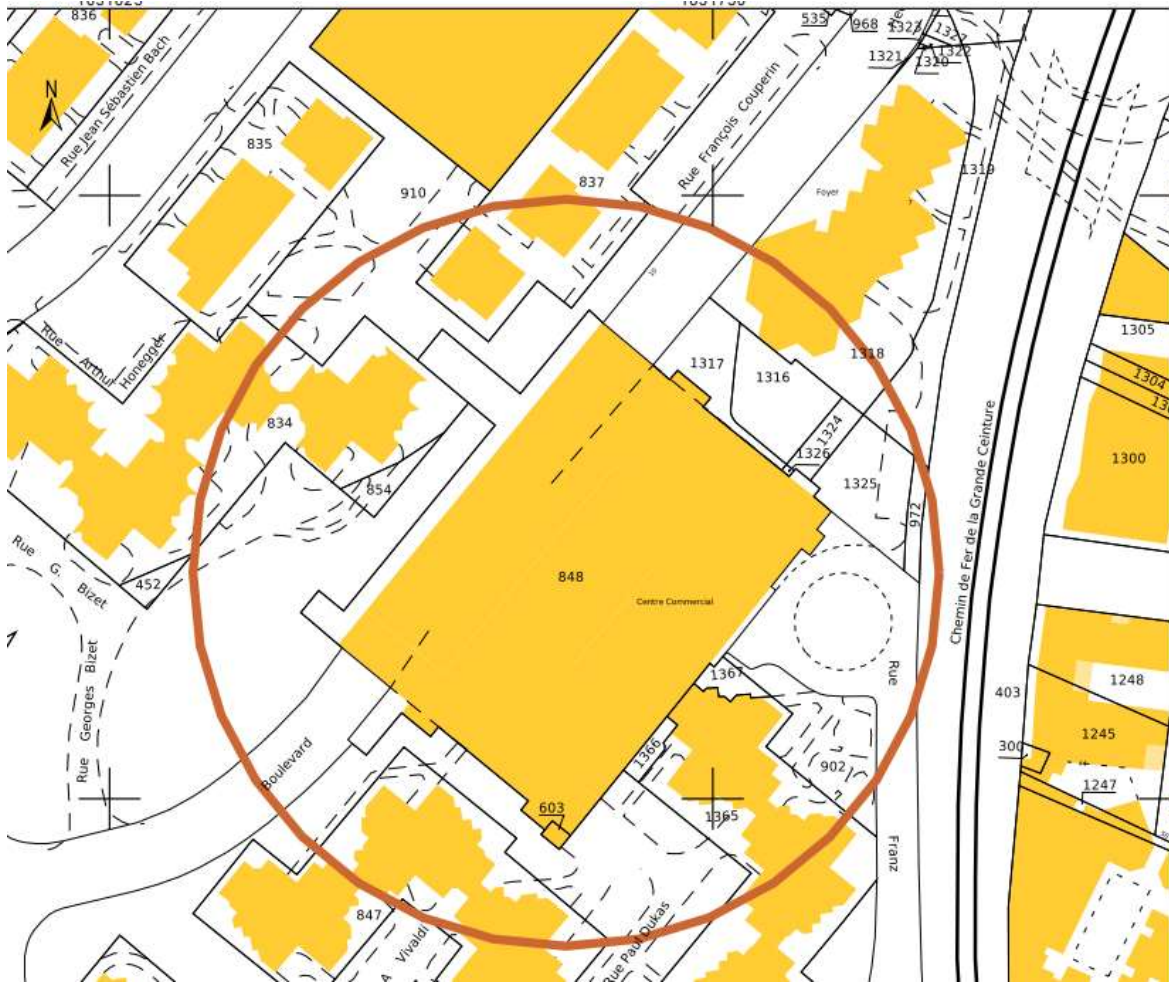 836
535
968
1323
1327
1322
1321
1320
N
Rue Jean Sébastien Bach
835
Rue François Couperin
1319
910
837
Foyer
10
Rue Arthur Honegger
1305
1304
1317
1316
1318
834
1324
1326
1300
854
1325
972
Chemin de Fer de la Grande Ceinture
Rue G. Bizet
452
848
Centre Commercial
Rue Georges Bizet
1367
Rue
1248
403
1245
Boulevard
1366
902
300
1247
603
1365
Franz
847
A Vivaldi
Rue Paul Dukas